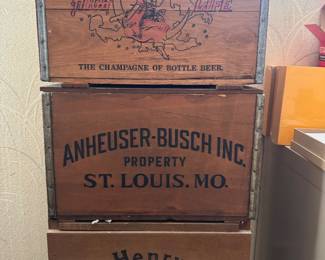 THE CHAMPAGNE OF BOTTLE BEER.
ANHEUSER-BUSCH INC.
PROPERTY
ST. LOUIS. MO.